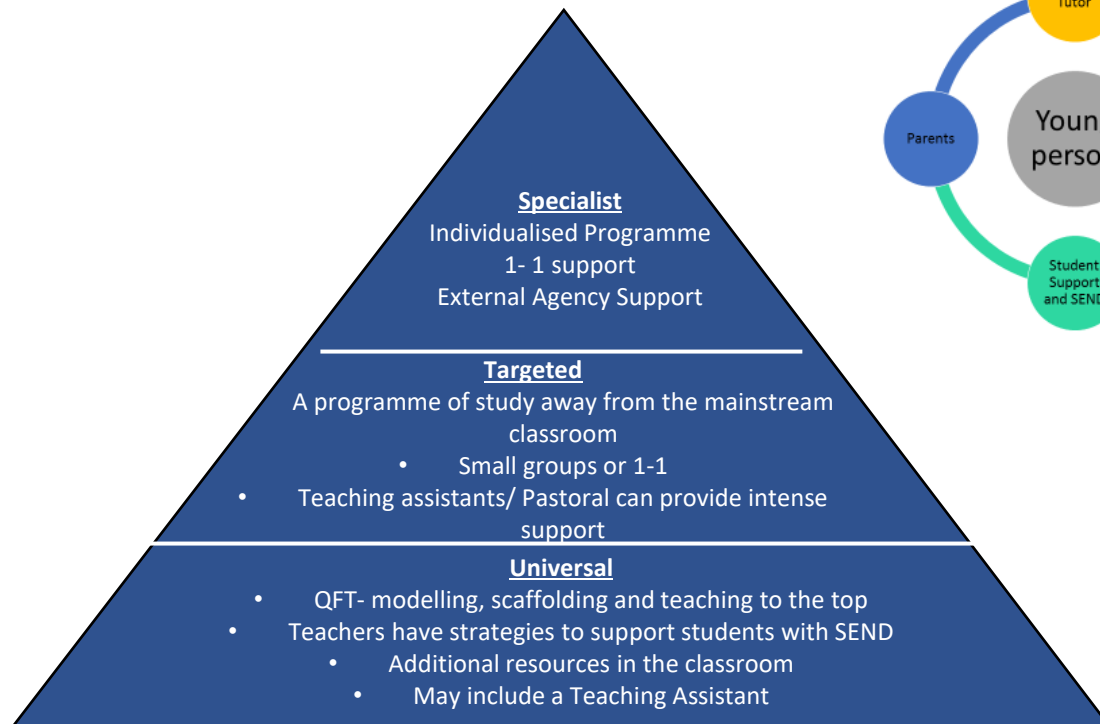 Specialist
Individualised Programme
1- 1 support
External Agency Support
Targeted
A programme of study away from the mainstream
classroom
• Small groups or 1-1
• Teaching assistants/ Pastoral can provide intense
support
Universal
• QFT- modelling, scaffolding and teaching to the top
• Teachers have strategies to support students with SEND
• Additional resources in the classroom
• May include a Teaching Assistant
Tutor
Parents
Youn
perso
Student
Support
and SEND